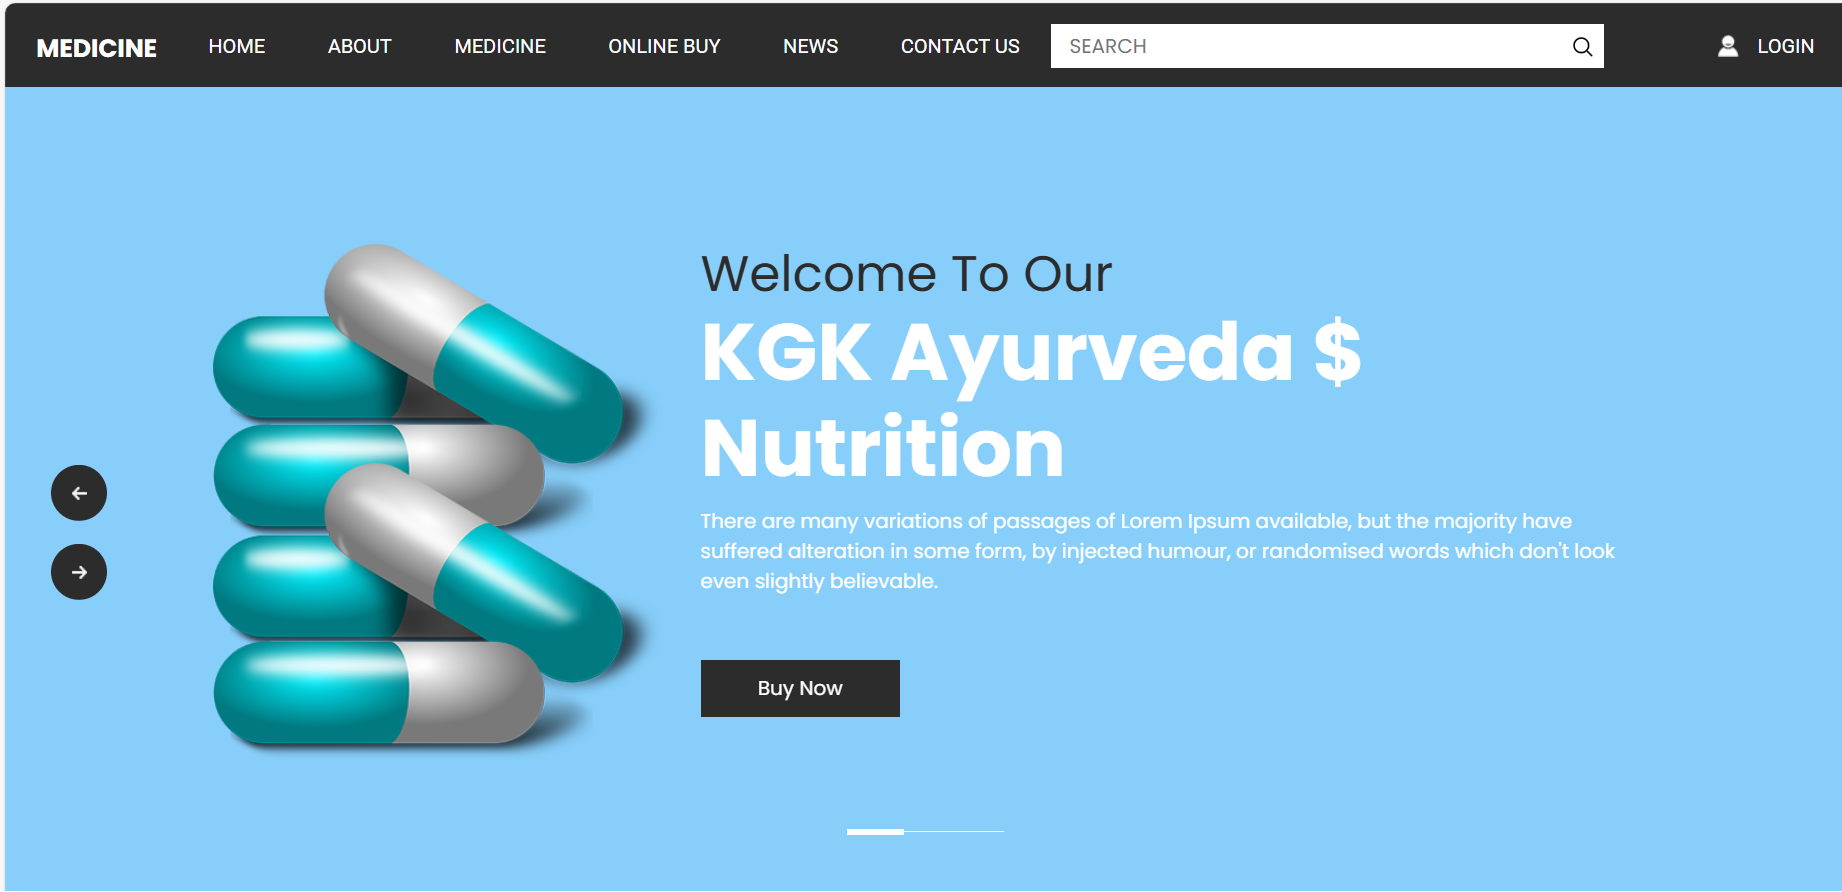 MEDICINE HOME ABOUT MEDICINE ONLINE BUY NEWS CONTACT US SEARCH LOGIN
Welcome To Our
KGK Ayurveda $
Nutrition
There are many variations of passages of Lorem Ipsum available, but the majority have
suffered alteration in some form, by injected humour, or randomised words which don't look
even slightly believable.
Buy Now